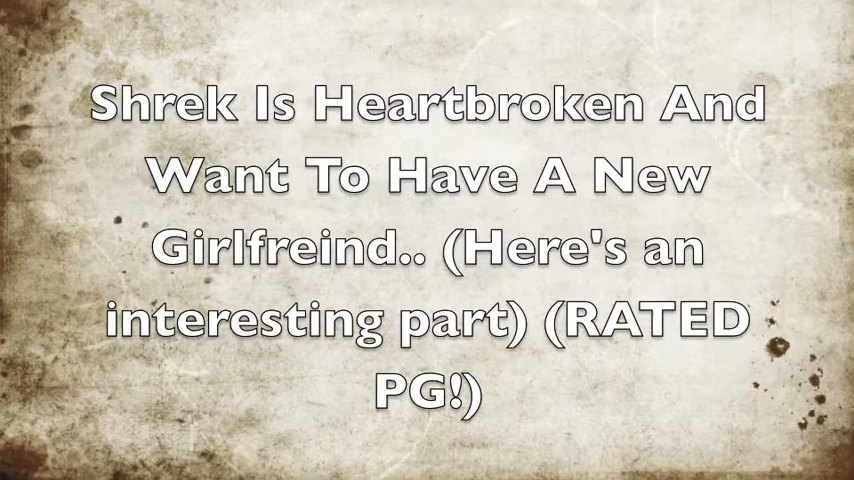 Shrek Is Heartbroken And
Want To Have A New
Girlfreind.. (Here's an
interesting part) (RATED
PG!)